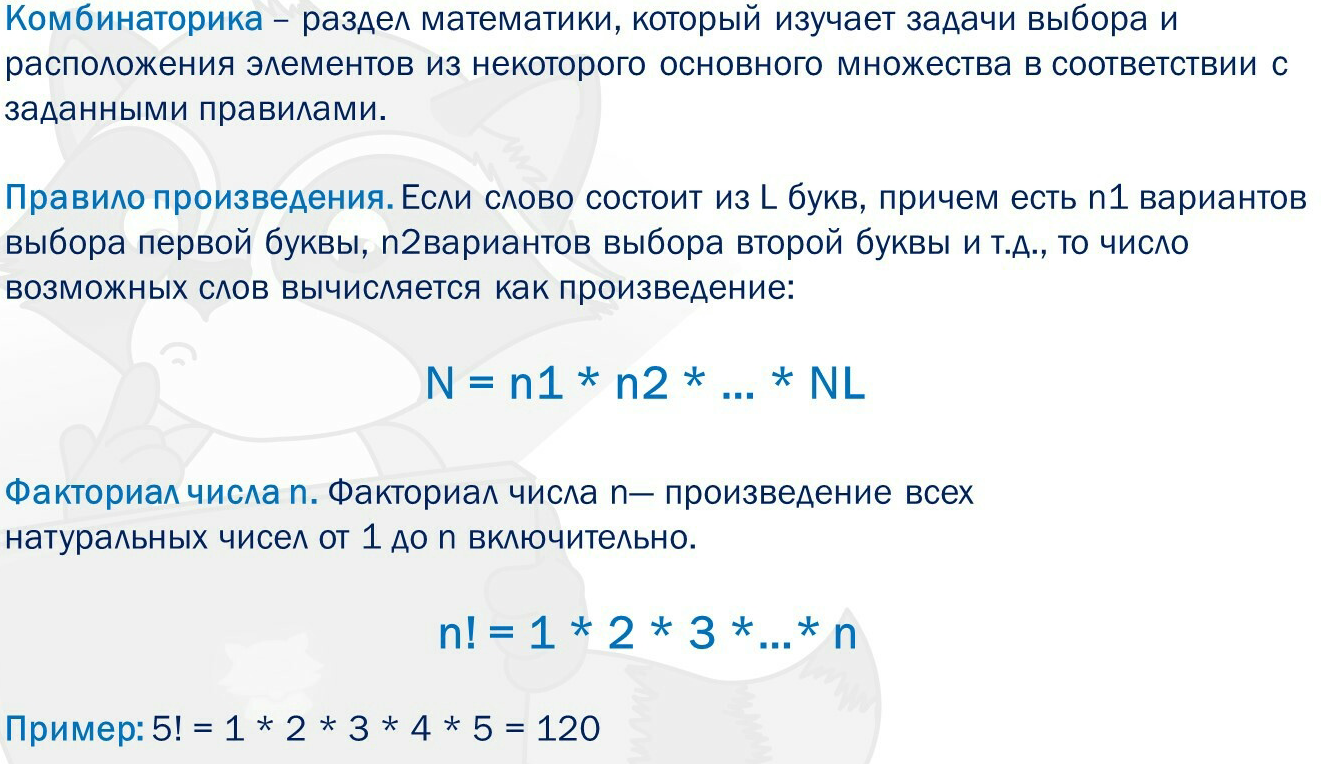 Комбинаторика – раздел математики, который изучает задачи выбора и
расположения элементов из некоторого основного множества в соответствии с
заданными правилами.
Правило произведения. Если слово состоит из L букв, причем есть n1 вариантов
выбора первой буквы, n2вариантов выбора второй буквы и т.д., то число
возможных слов вычисляется как произведение:
N = n1 * n2 * ... * NL
Факториал числа n. Факториал числа n— произведение всех
натуральных чисел от 1 до n включительно.
n! = 1 * 2 * 3 *...* n
Пример: 5! = 1 * 2 * 3 * 4 * 5 = 120